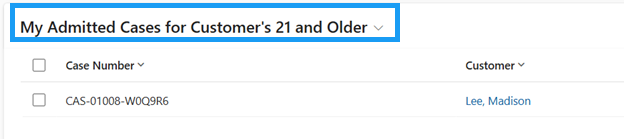 My Admitted Cases for Customer's 21 and Older
Case Number Customer
CAS-01008-W0Q9R6 Lee, Madison